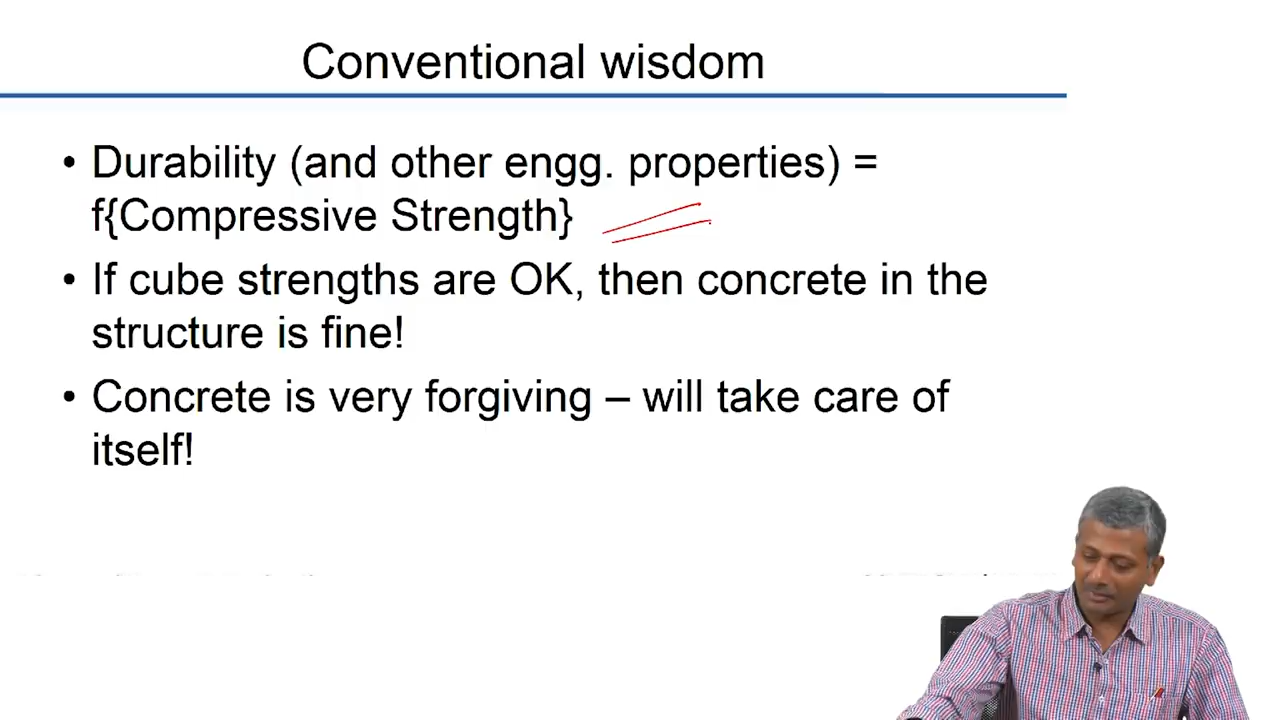 Conventional wisdom
• Durability (and other engg. properties) =
f{Compressive Strength}
• If cube strengths are OK, then concrete in the
structure is fine!
• Concrete is very forgiving – will take care of
itself!